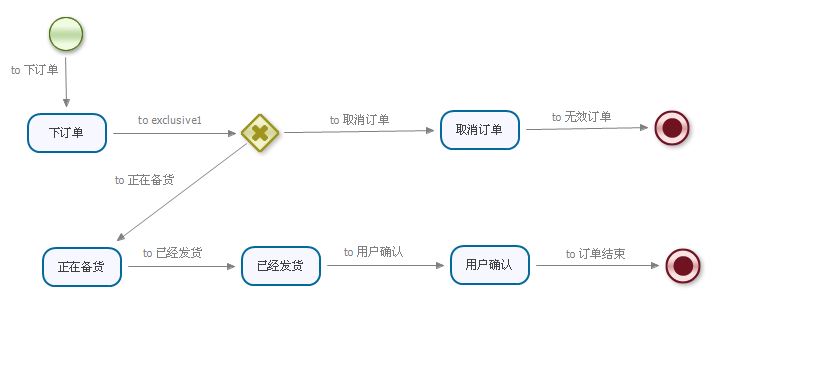 to 下订单
下订单
to exclusive1
to 取消订单
取消订单
to 无效订单
to 正在备货
正在备货
to 已经发货
已经发货
to 用户确认
用户确认
to 订单结束